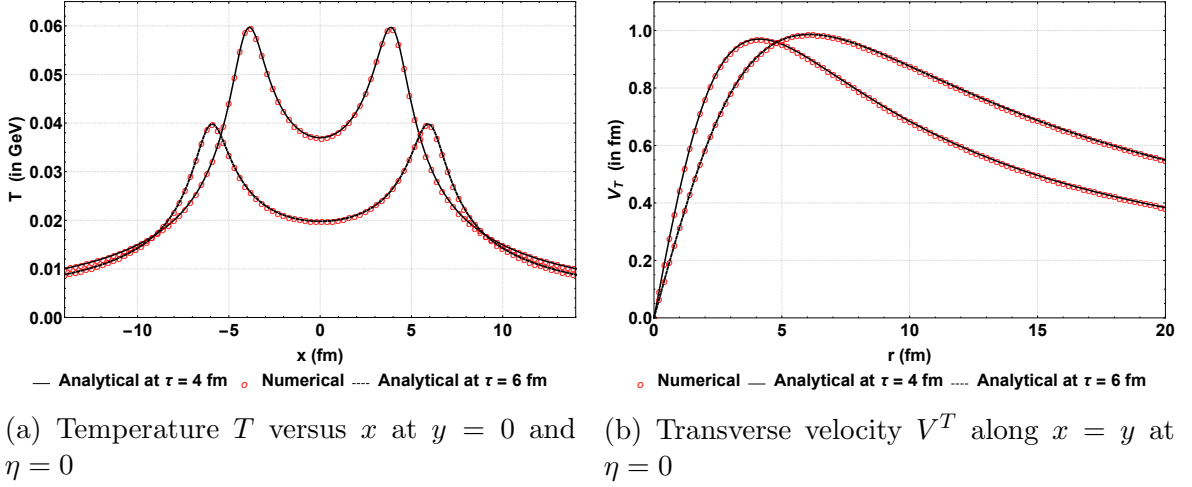 0.06
0.05
0.04
0.03
0.02
0.01
0.00
T (in GeV)
−10 −5 0 5 10
x (fm)
— Analytical at τ = 4 fm o Numerical ---- Analytical at τ = 6 fm
(a) Temperature T versus x at y = 0 and
η = 0
1.0
0.8
0.6
0.4
0.2
0.0
V_T (in fm)
0 5 10 15 20
r (fm)
o Numerical — Analytical at τ = 4 fm ---- Analytical at τ = 6 fm
(b) Transverse velocity V^T along x = y at
η = 0